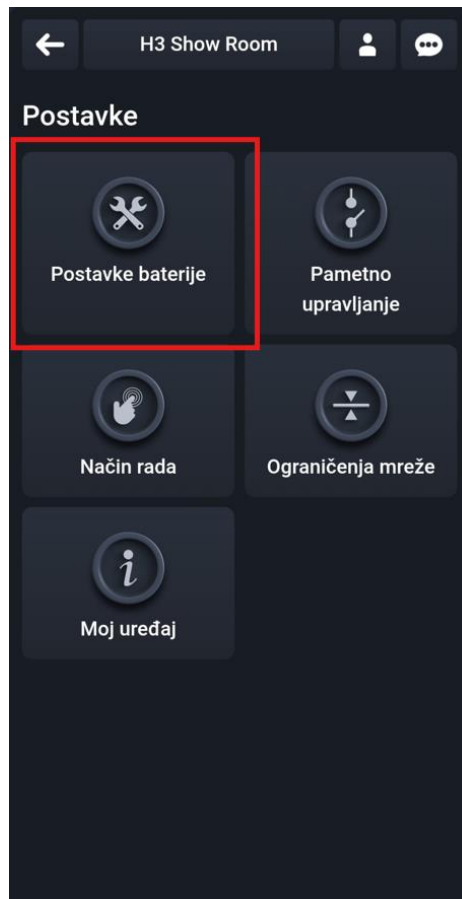 H3 Show Room
Postavke
Postavke baterije
Pametno
upravljanje
Način rada
Ograničenja mreže
i
Moj uređaj